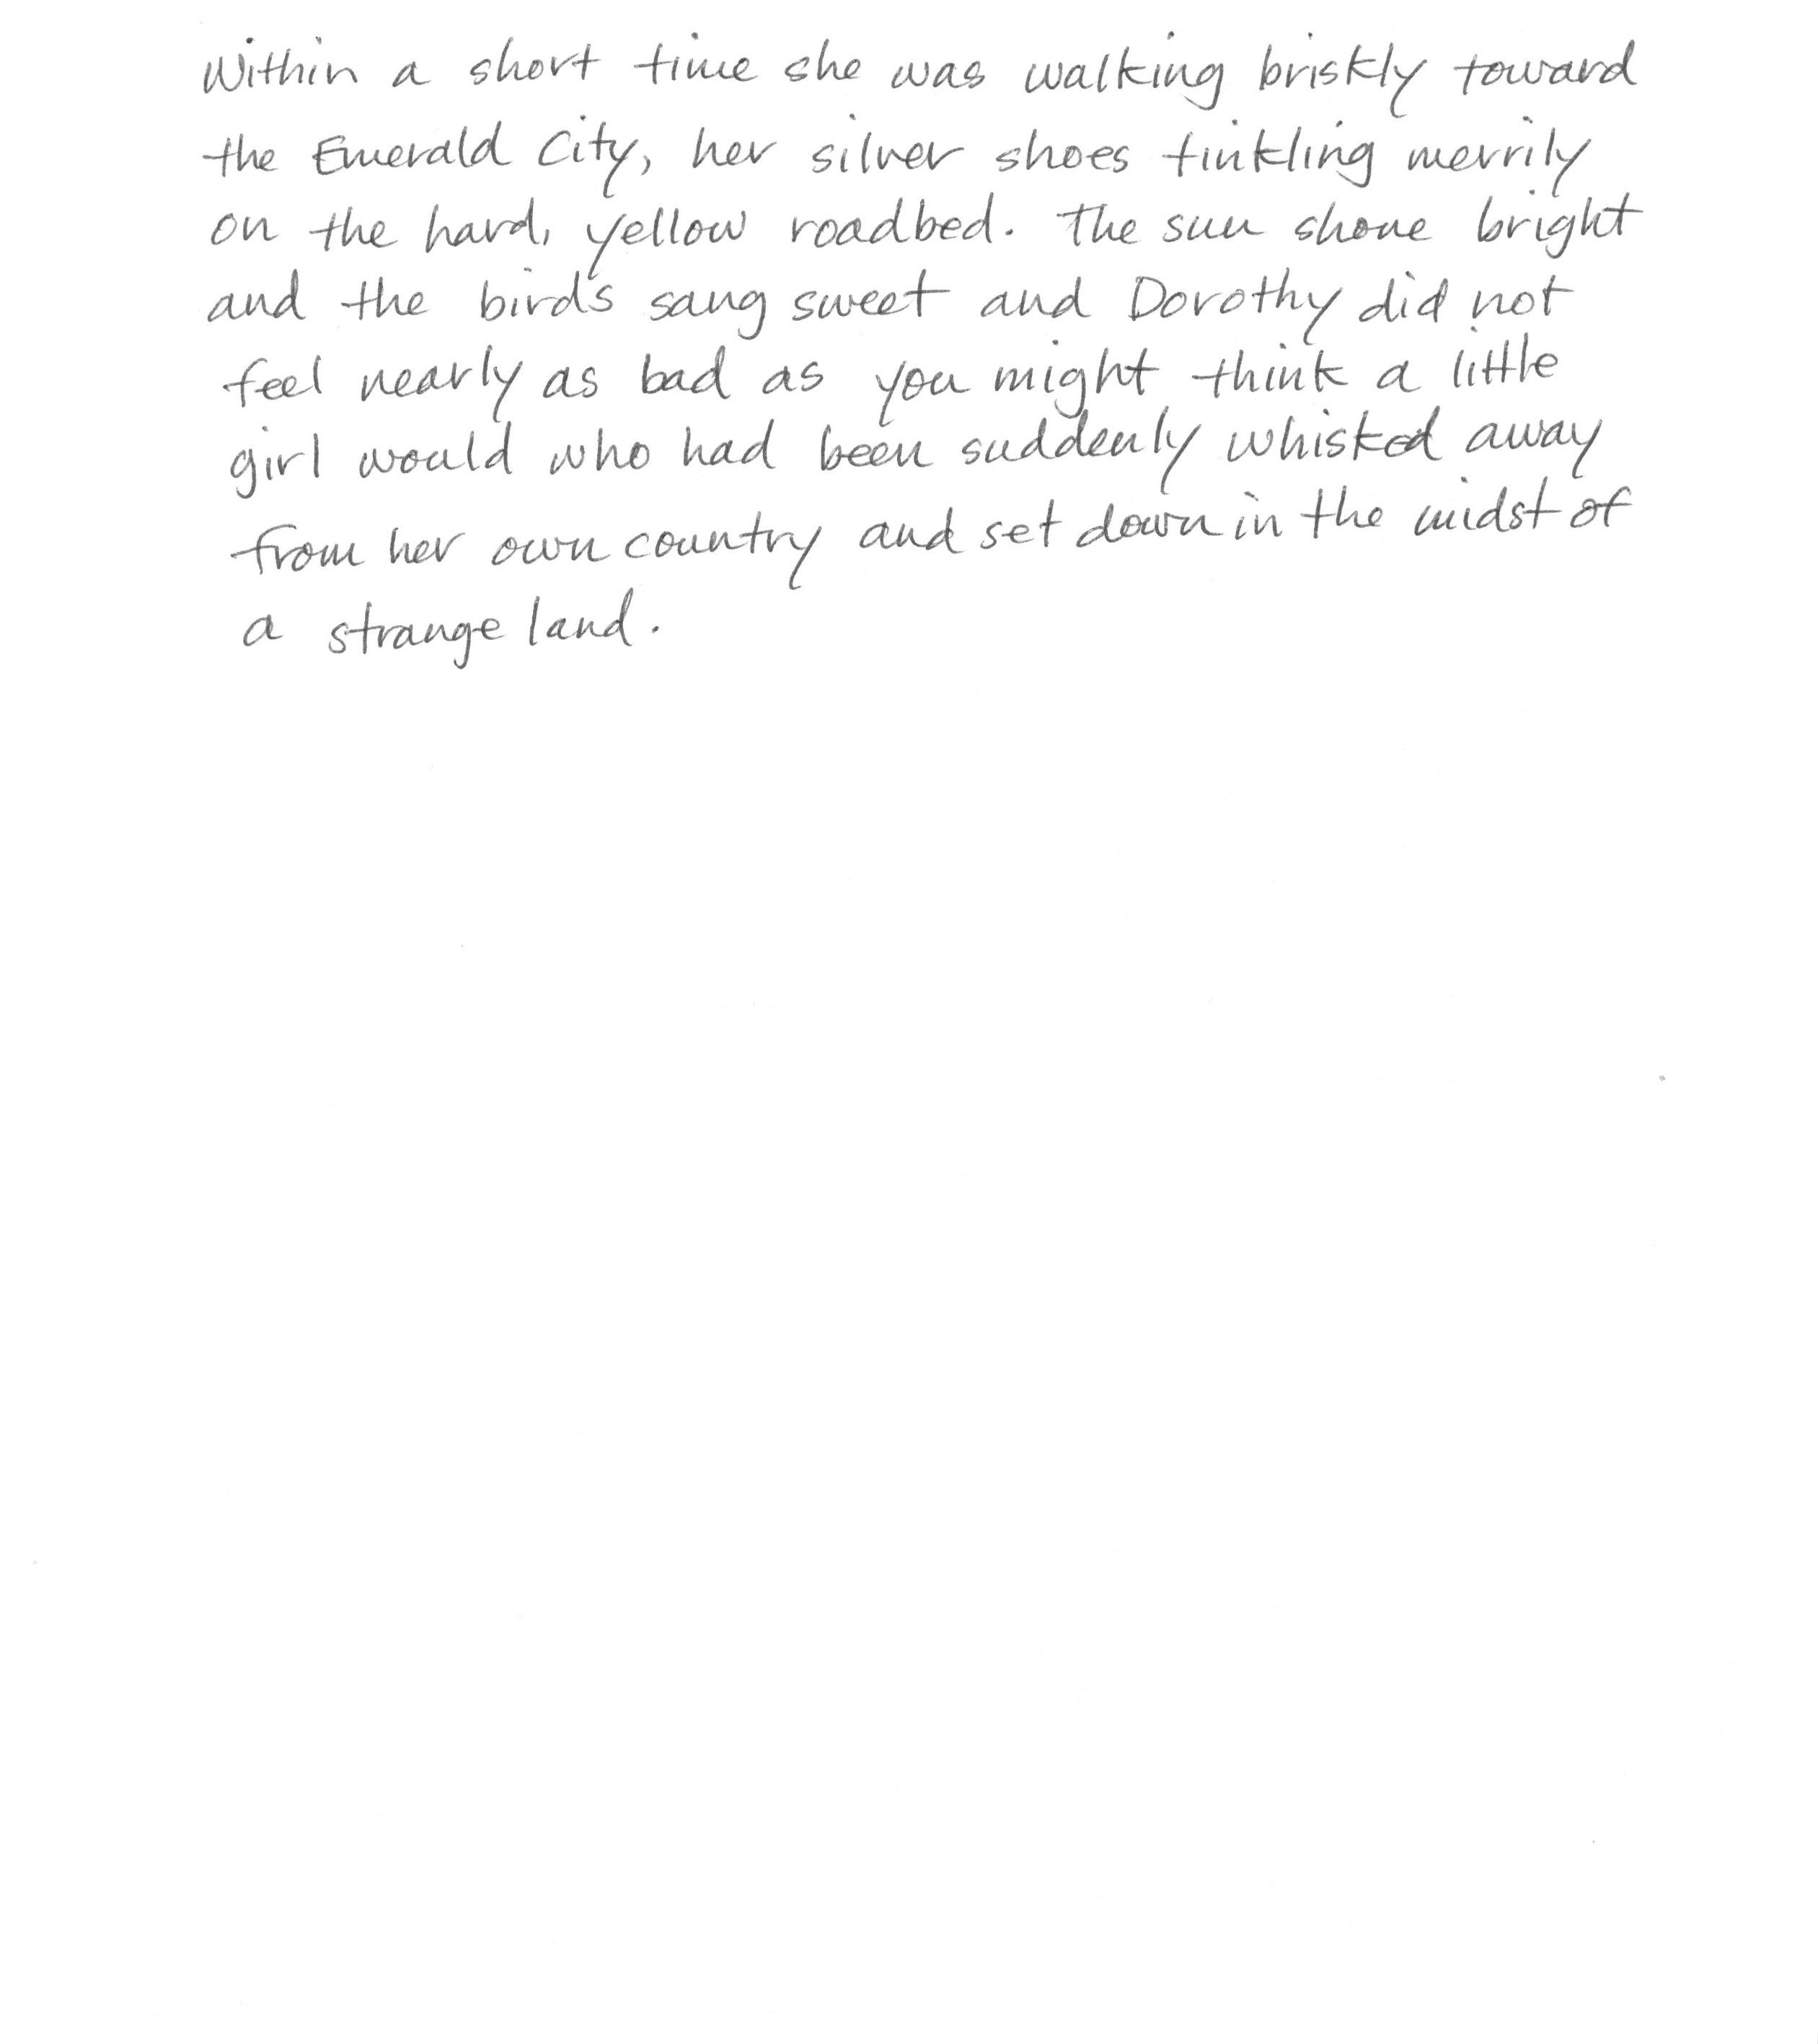 Within a short time she was walking briskly toward
the Emerald City, her silver shoes tinkling merrily
on the hard, yellow roadbed. The sun shone bright
and the birds sang sweet and Dorothy did not
feel nearly as bad as you might think a little
girl would who had been suddenly whisked away
from her own country and set down in the midst of
a strange land.